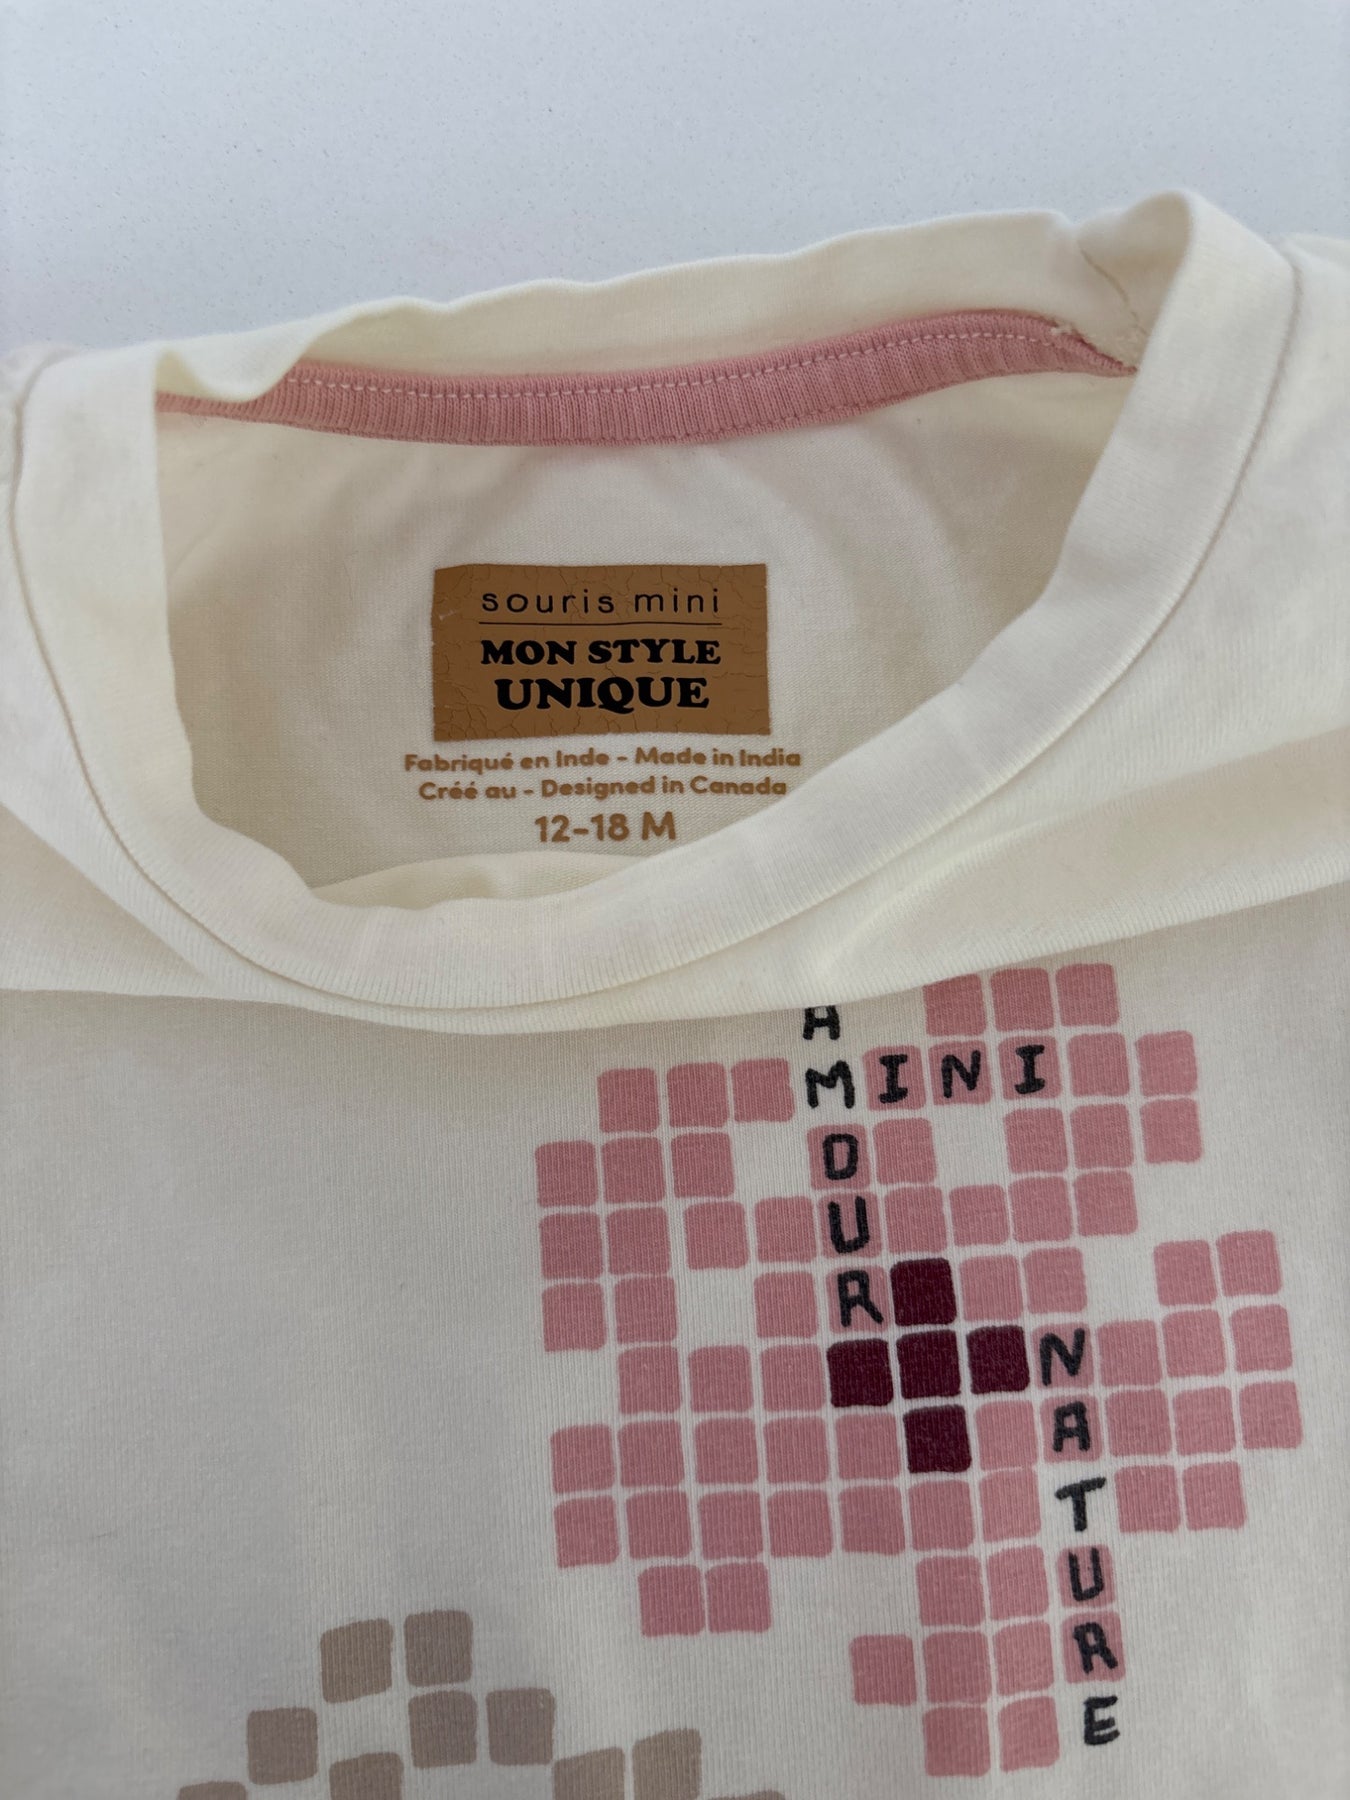 souris mini
MON STYLE
UNIQUE
Fabriqué en Inde - Made in India
Créé au - Designed in Canada
12-18 M
AMOUR
MINI
NATURE